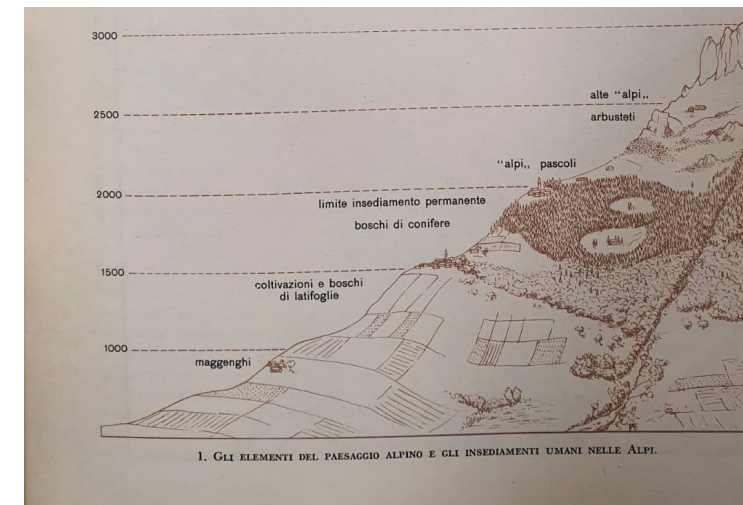 3000
alte "alpi„
2500
arbusteti
"alpi„ pascoli
2000
limite insediamento permanente
boschi di conifere
1500
coltivazioni e boschi
di latifoglie
1000
maggenghi
1. GLI ELEMENTI DEL PAESAGGIO ALPINO E GLI INSEDIAMENTI UMANI NELLE ALPI.